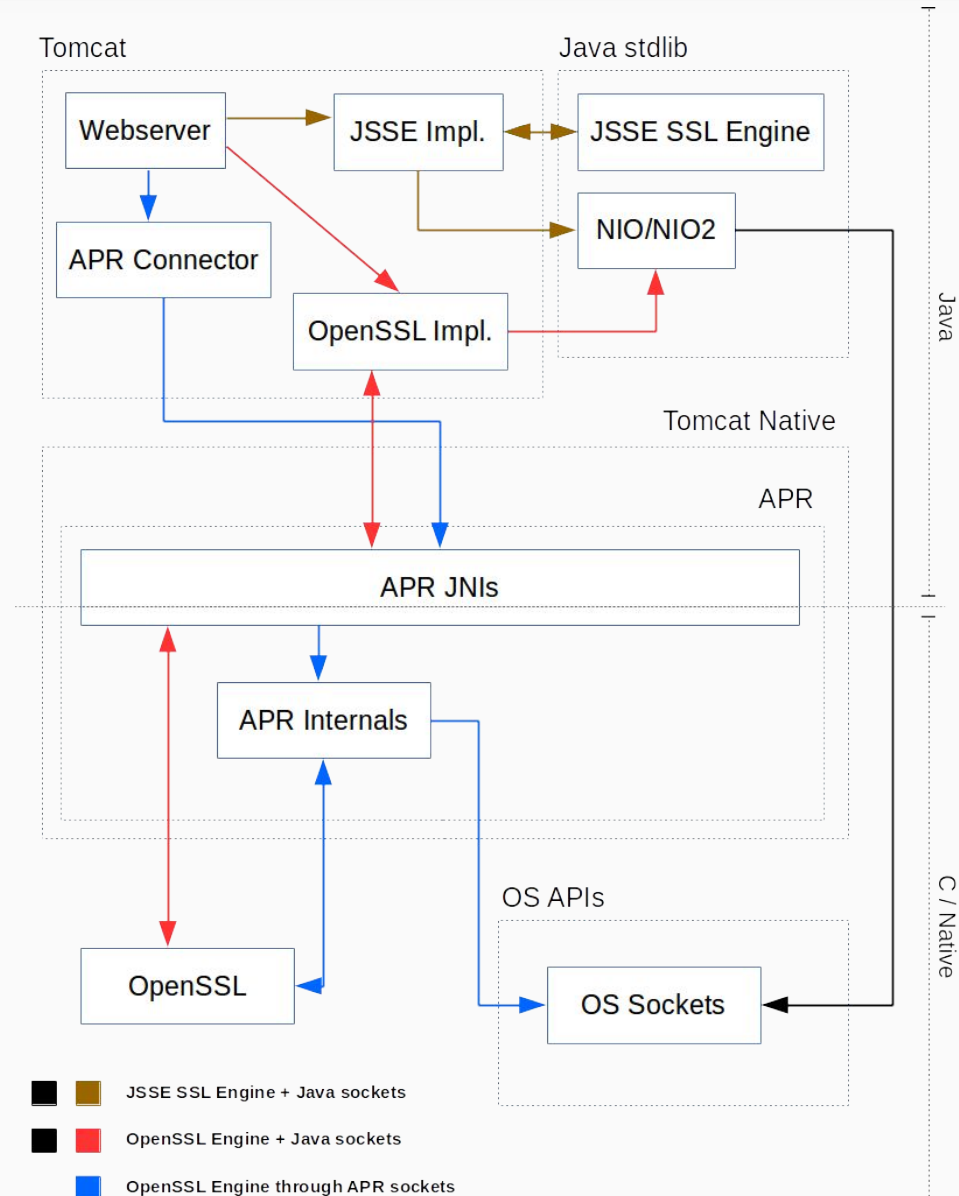 Tomcat
Java stdlib
Webserver
JSSE Impl.
JSSE SSL Engine
NIO/NIO2
APR Connector
OpenSSL Impl.
Java
Tomcat Native
APR
APR JNIs
APR Internals
C / Native
OS APIs
OpenSSL
OS Sockets
JSSE SSL Engine + Java sockets
OpenSSL Engine + Java sockets
OpenSSL Engine through APR sockets